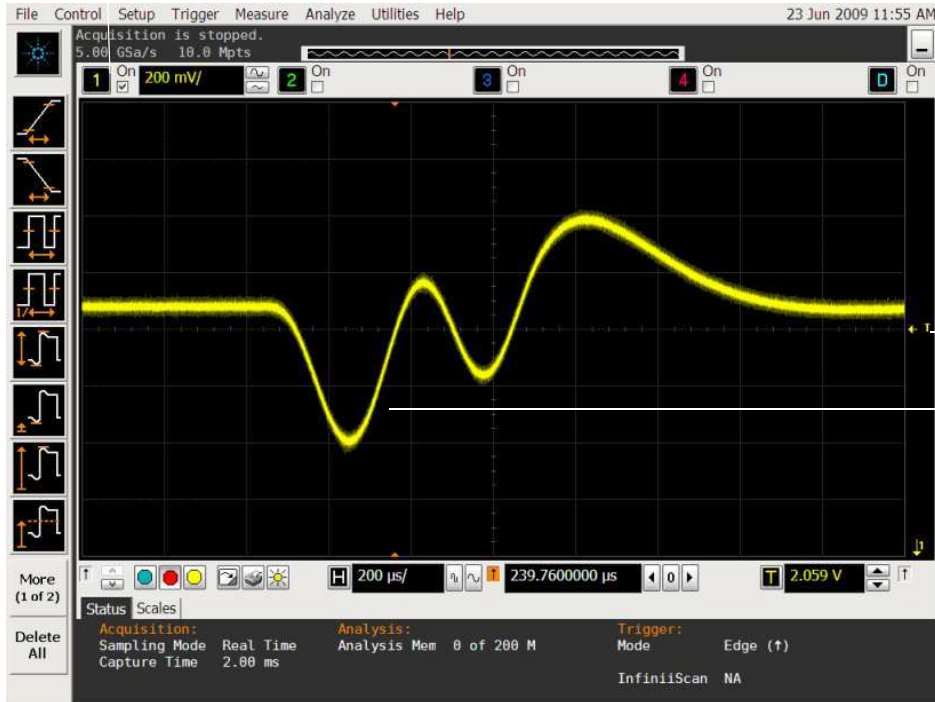 File Control Setup Trigger Measure Analyze Utilities Help 23 Jun 2009 11:55 AM
Acquisition is stopped.
5.00 GSa/s 10.0 Mpts
1 On 200 mV/ 2 On 3 On 4 On D On
T
1
1/
More
(1 of 2)
Delete
All
H 200 µs/ 239.7600000 µs 0 T 2.059 V
Status Scales
Acquisition: Analysis: Trigger:
Sampling Mode Real Time Analysis Mem 0 of 200 M Mode Edge (↑)
Capture Time 2.00 ms
InfiniiScan NA